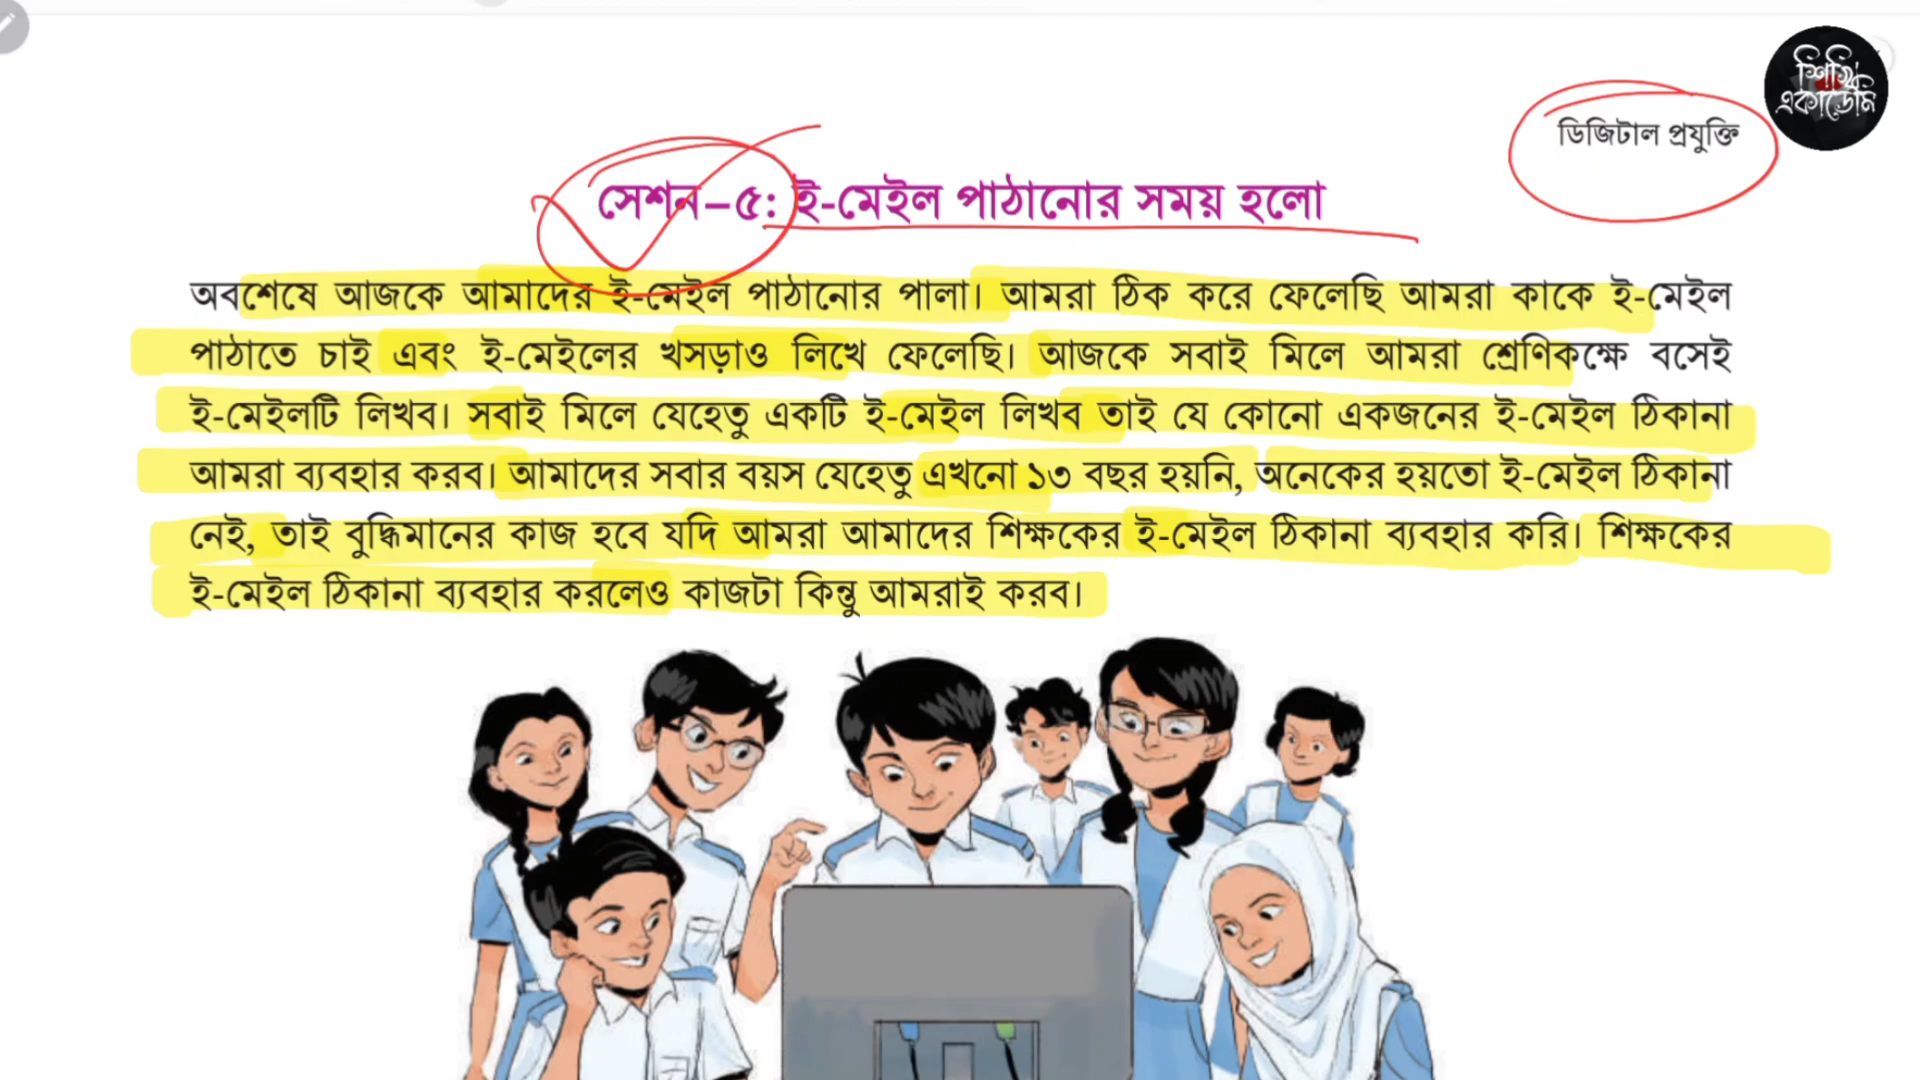 শিখি
একাডেমি
ডিজিটাল প্রযুক্তি
সেশন–৫: ই-মেইল পাঠানোর সময় হলো
অবশেষে আজকে আমাদের ই-মেইল পাঠানোর পালা। আমরা ঠিক করে ফেলেছি আমরা কাকে ই-মেইল
পাঠাতে চাই এবং ই-মেইলের খসড়াও লিখে ফেলেছি। আজকে সবাই মিলে আমরা শ্রেণিকক্ষে বসেই
ই-মেইলটি লিখব। সবাই মিলে যেহেতু একটি ই-মেইল লিখব তাই যে কোনো একজনের ই-মেইল ঠিকানা
আমরা ব্যবহার করব। আমাদের সবার বয়স যেহেতু এখনো ১৩ বছর হয়নি, অনেকের হয়তো ই-মেইল ঠিকানা
নেই, তাই বুদ্ধিমানের কাজ হবে যদি আমরা আমাদের শিক্ষকের ই-মেইল ঠিকানা ব্যবহার করি। শিক্ষকের
ই-মেইল ঠিকানা ব্যবহার করলেও কাজটা কিন্তু আমরাই করব।